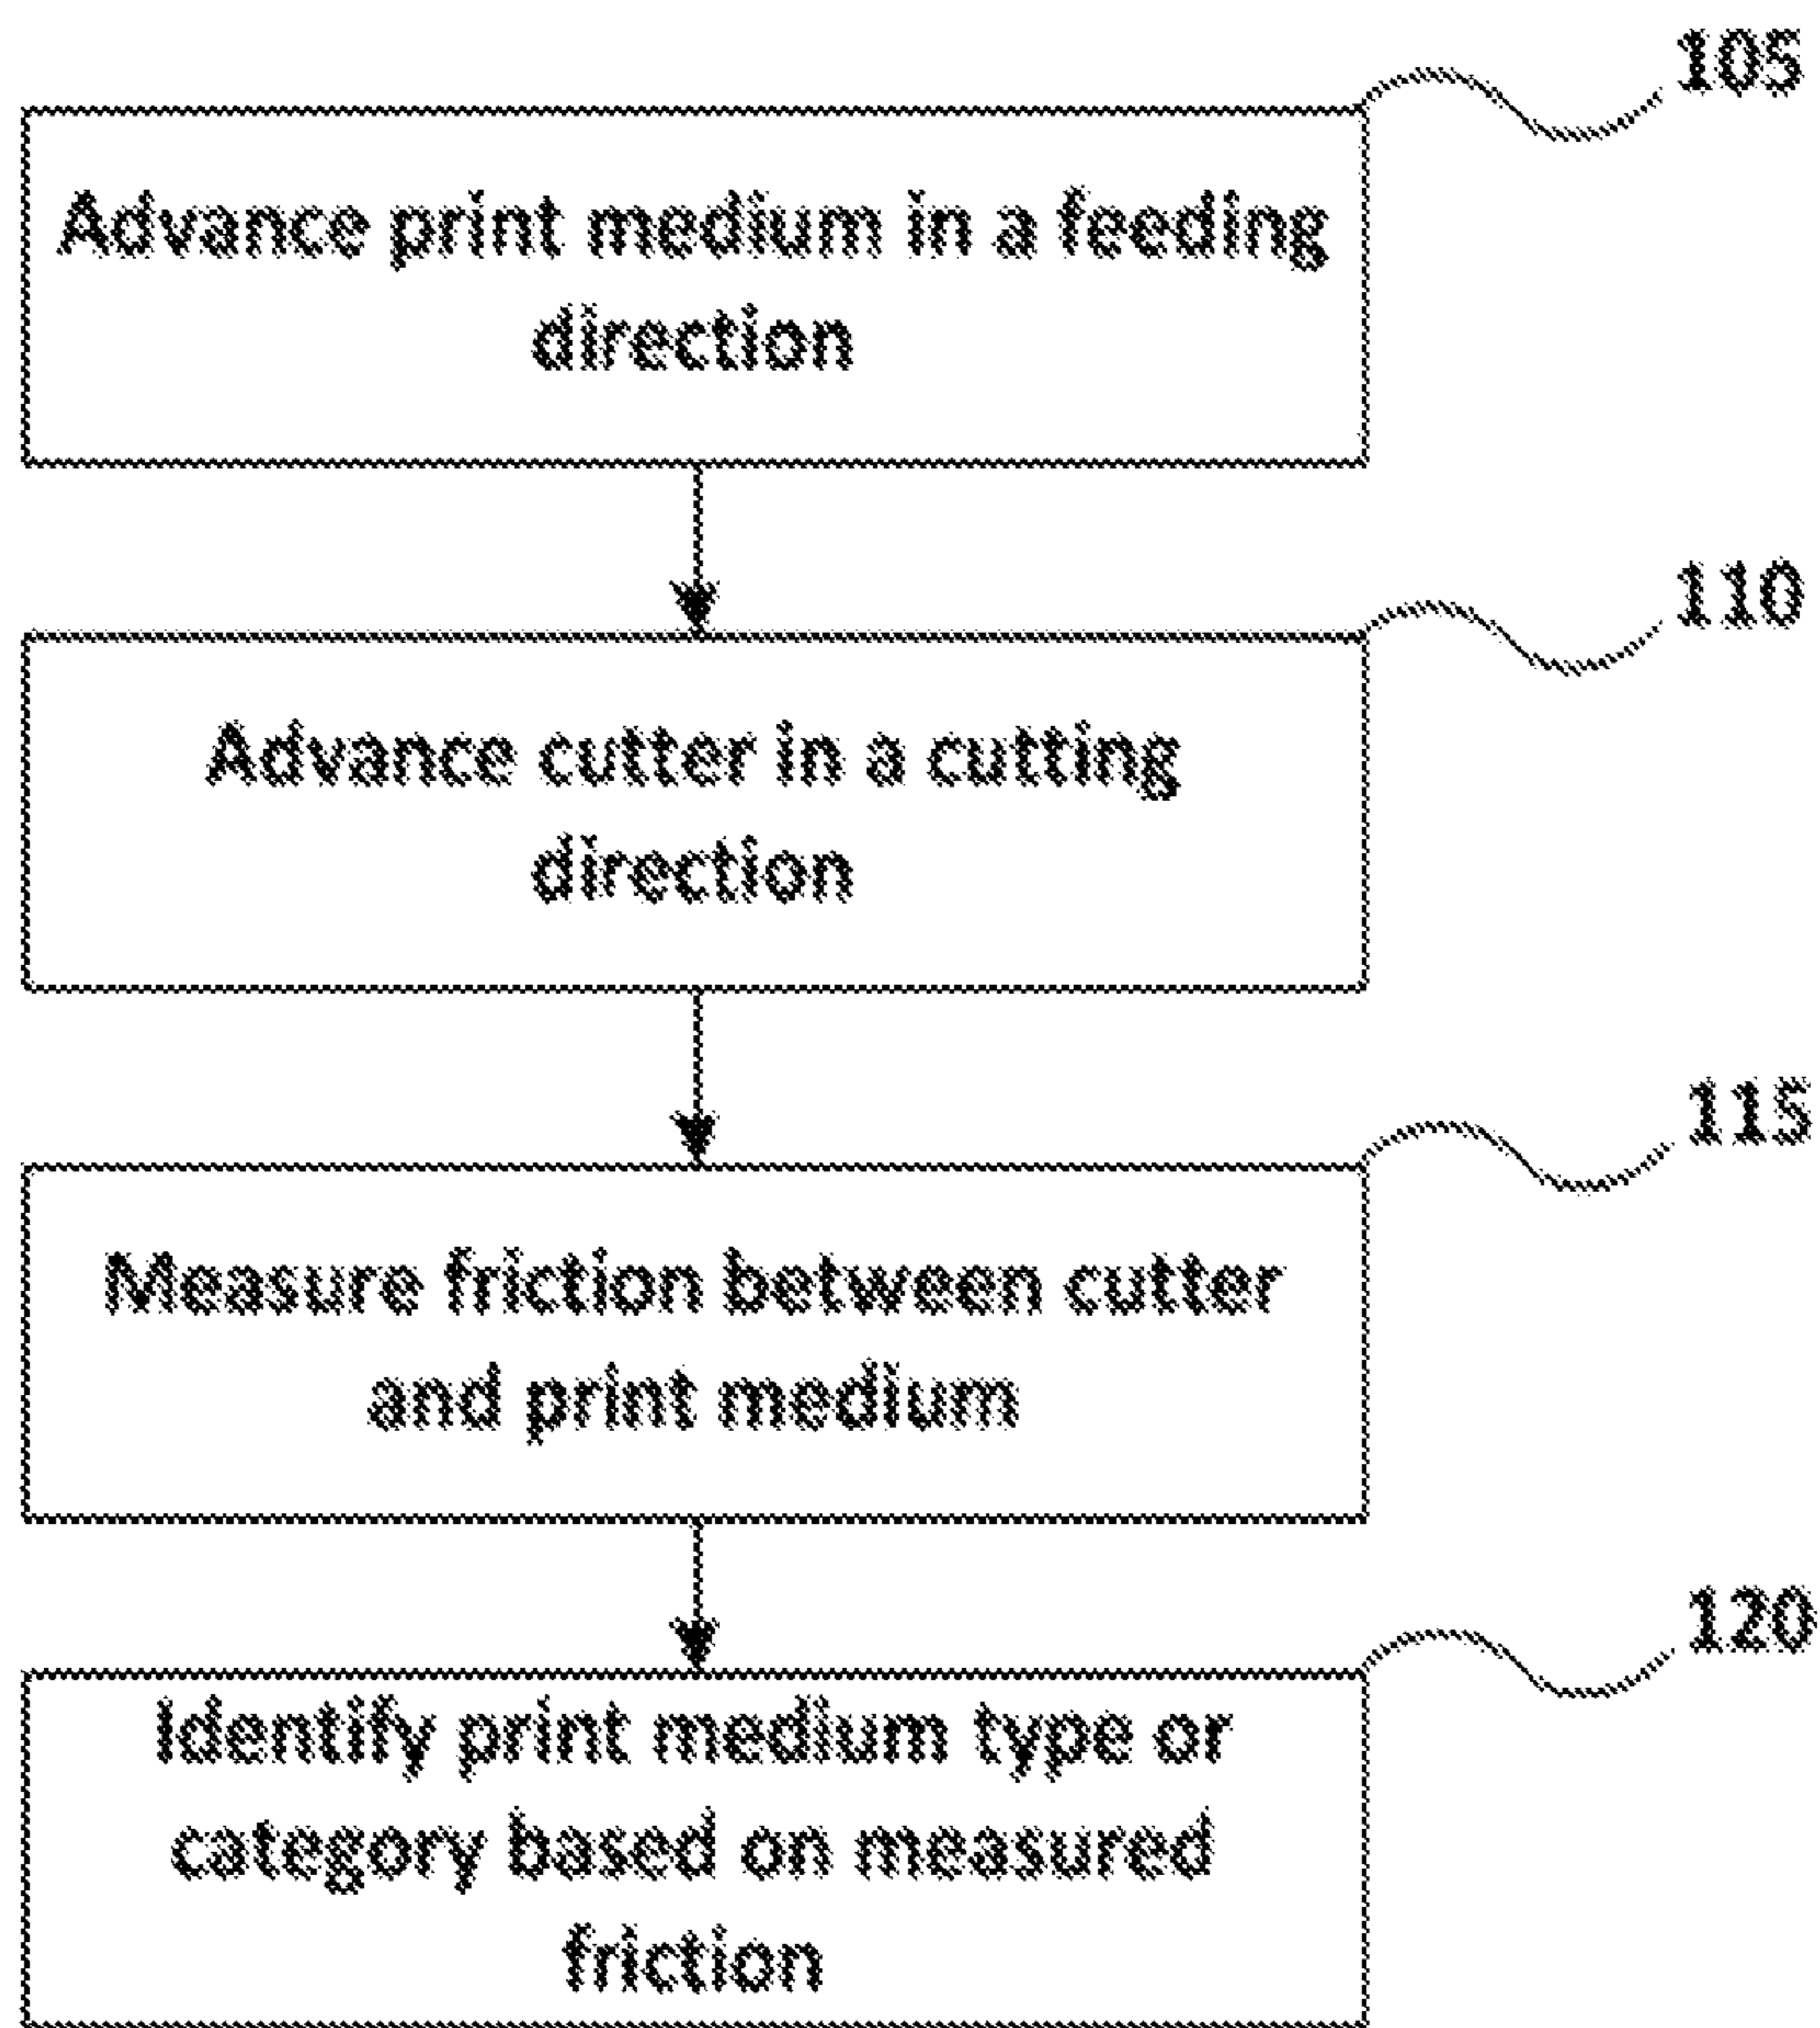 105
Advance print medium in a feeding
direction
110
Advance cutter in a cutting
direction
115
Measure friction between cutter
and print medium
120
Identify print medium type or
category based on measured
friction